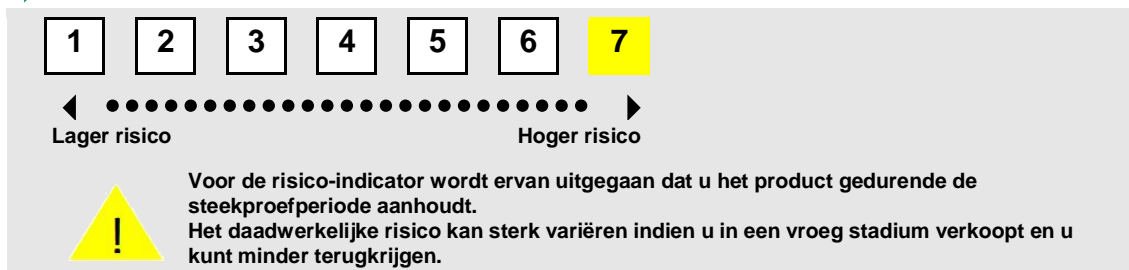 1 2 3 4 5 6 7
Lager risico Hoger risico
Voor de risico-indicator wordt ervan uitgegaan dat u het product gedurende de
steekproefperiode aanhoudt.
Het daadwerkelijke risico kan sterk variëren indien u in een vroeg stadium verkoopt en u
kunt minder terugkrijgen.
!